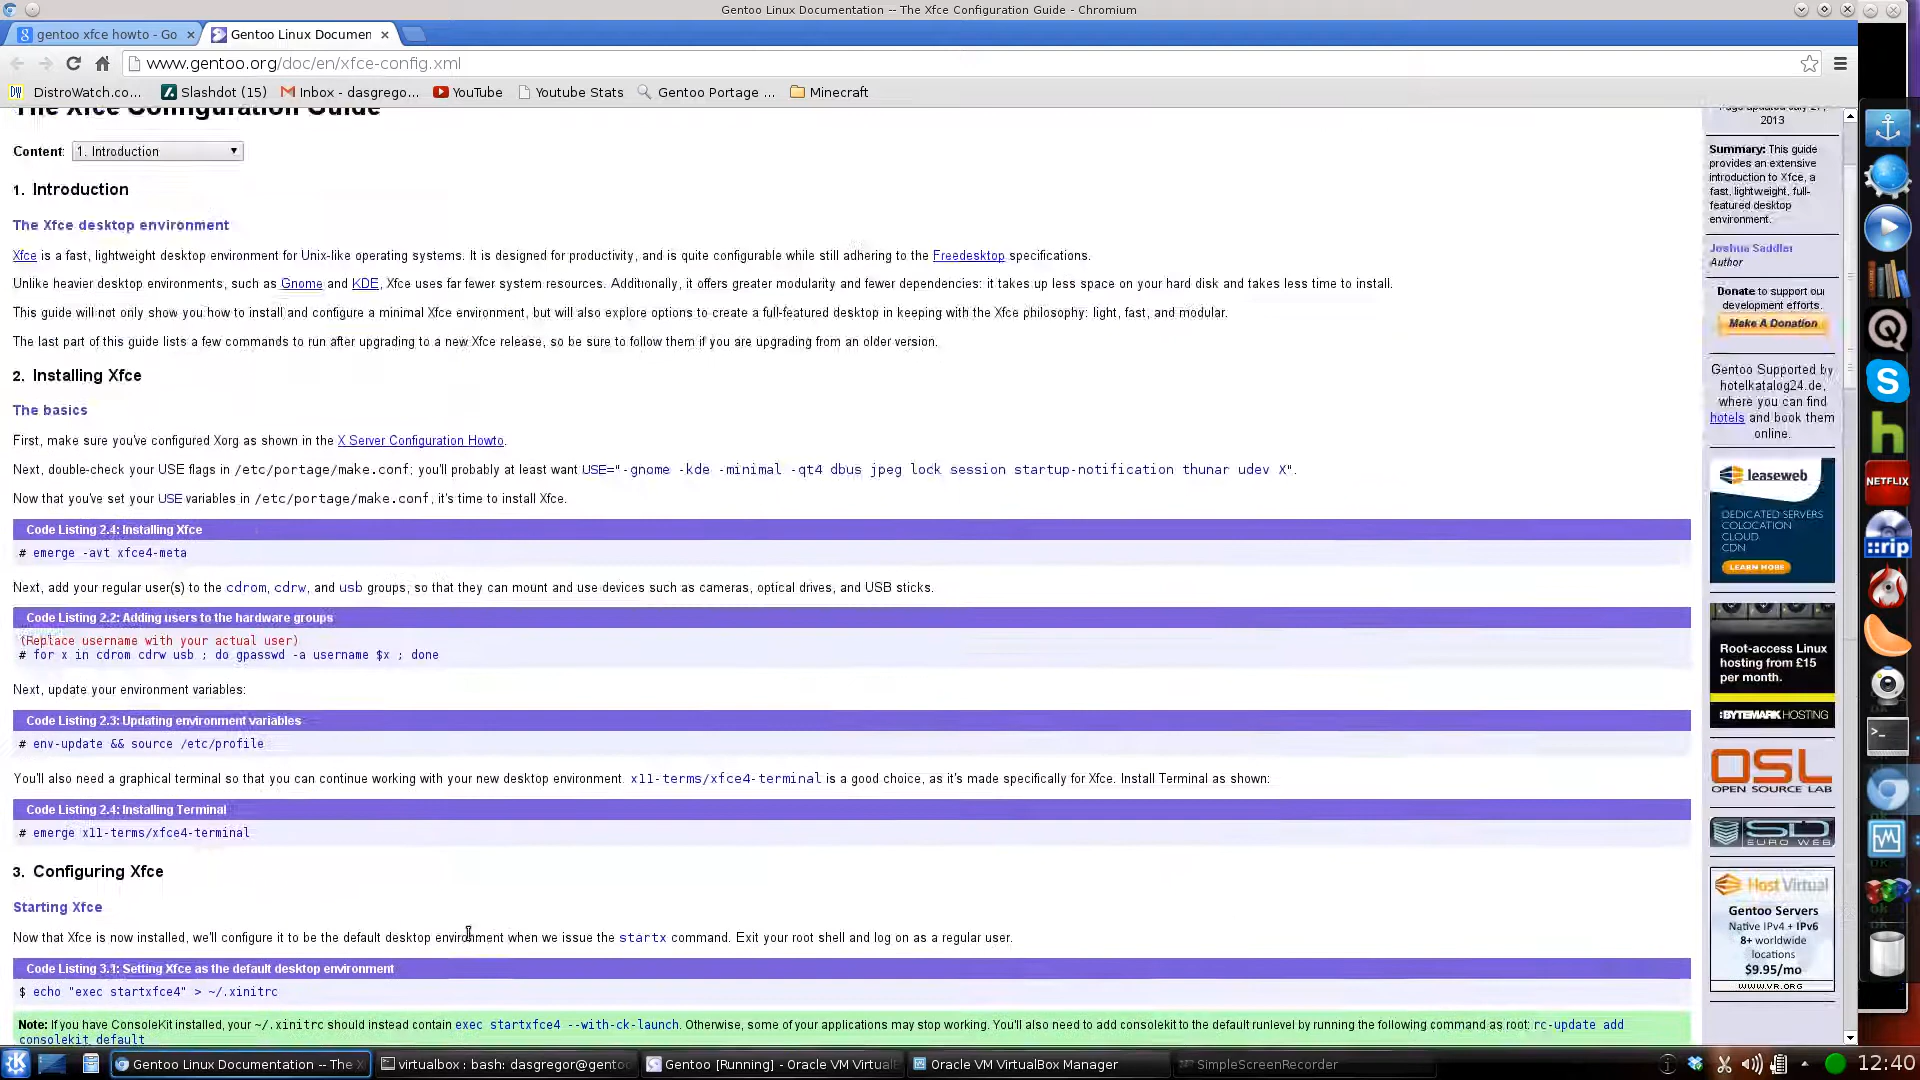 Gentoo Linux Documentation -- The Xfce Configuration Guide - Chromium
gentoo xfce howto - Go
Gentoo Linux Documen
www.gentoo.org/doc/en/xfce-config.xml
DistroWatch.co...
Slashdot (15)
Inbox - dasgrego...
YouTube
Youtube Stats
Gentoo Portage ...
Minecraft
The Xfce Configuration Guide
Content: 1. Introduction
1. Introduction
The Xfce desktop environment
Xfce is a fast, lightweight desktop environment for Unix-like operating systems. It is designed for productivity, and is quite configurable while still adhering to the Freedesktop specifications.
Unlike heavier desktop environments, such as Gnome and KDE, Xfce uses far fewer system resources. Additionally, it offers greater modularity and fewer dependencies: it takes up less space on your hard disk and takes less time to install.
This guide will not only show you how to install and configure a minimal Xfce environment, but will also explore options to create a full-featured desktop in keeping with the Xfce philosophy: light, fast, and modular.
The last part of this guide lists a few commands to run after upgrading to a new Xfce release, so be sure to follow them if you are upgrading from an older version.
2. Installing Xfce
The basics
First, make sure you've configured Xorg as shown in the X Server Configuration Howto.
Next, double-check your USE flags in /etc/portage/make.conf; you'll probably at least want USE="-gnome -kde -minimal -qt4 dbus jpeg lock session startup-notification thunar udev X".
Now that you've set your USE variables in /etc/portage/make.conf, it's time to install Xfce.
Code Listing 2.4: Installing Xfce
# emerge -avt xfce4-meta
Next, add your regular user(s) to the cdrom, cdrw, and usb groups, so that they can mount and use devices such as cameras, optical drives, and USB sticks.
Code Listing 2.2: Adding users to the hardware groups
(Replace username with your actual user)
# for x in cdrom cdrw usb ; do gpasswd -a username $x ; done
Next, update your environment variables:
Code Listing 2.3: Updating environment variables
# env-update && source /etc/profile
You'll also need a graphical terminal so that you can continue working with your new desktop environment. x11-terms/xfce4-terminal is a good choice, as it's made specifically for Xfce. Install Terminal as shown:
Code Listing 2.4: Installing Terminal
# emerge x11-terms/xfce4-terminal
3. Configuring Xfce
Starting Xfce
Now that Xfce is now installed, we'll configure it to be the default desktop environment when we issue the startx command. Exit your root shell and log on as a regular user.
Code Listing 3.1: Setting Xfce as the default desktop environment
$ echo "exec startxfce4" > ~/.xinitrc
Note: If you have ConsoleKit installed, your ~/.xinitrc should instead contain exec startxfce4 --with-ck-launch. Otherwise, some of your applications may stop working. You'll also need to add consolekit to the default runlevel by running the following command as root: rc-update add
consolekit default
Page updated July 27,
2013
Summary: This guide
provides an extensive
introduction to Xfce, a
fast, lightweight, full-
featured desktop
environment.
Joshua Saddler
Author
Donate to support our
development efforts.
Make A Donation
Gentoo Supported by
hotelkatalog24.de,
where you can find
hotels and book them
online.
leaseweb
DEDICATED SERVERS
COLOCATION
CLOUD
CDN
LEARN MORE
Root-access Linux
hosting from £15
per month.
:BYTEMARK HOSTING
OSL
OPEN SOURCE LAB
SD
EURO WEB
Host Virtual
Gentoo Servers
Native IPv4 + IPv6
8+ worldwide
locations
$9.95/mo
WWW.VR.ORG
NETFLIX
::rip
Gentoo Linux Documentation -- The X
virtualbox : bash: dasgregor@gento
Gentoo [Running] - Oracle VM Virtual
Oracle VM VirtualBox Manager
SimpleScreenRecorder
12:40